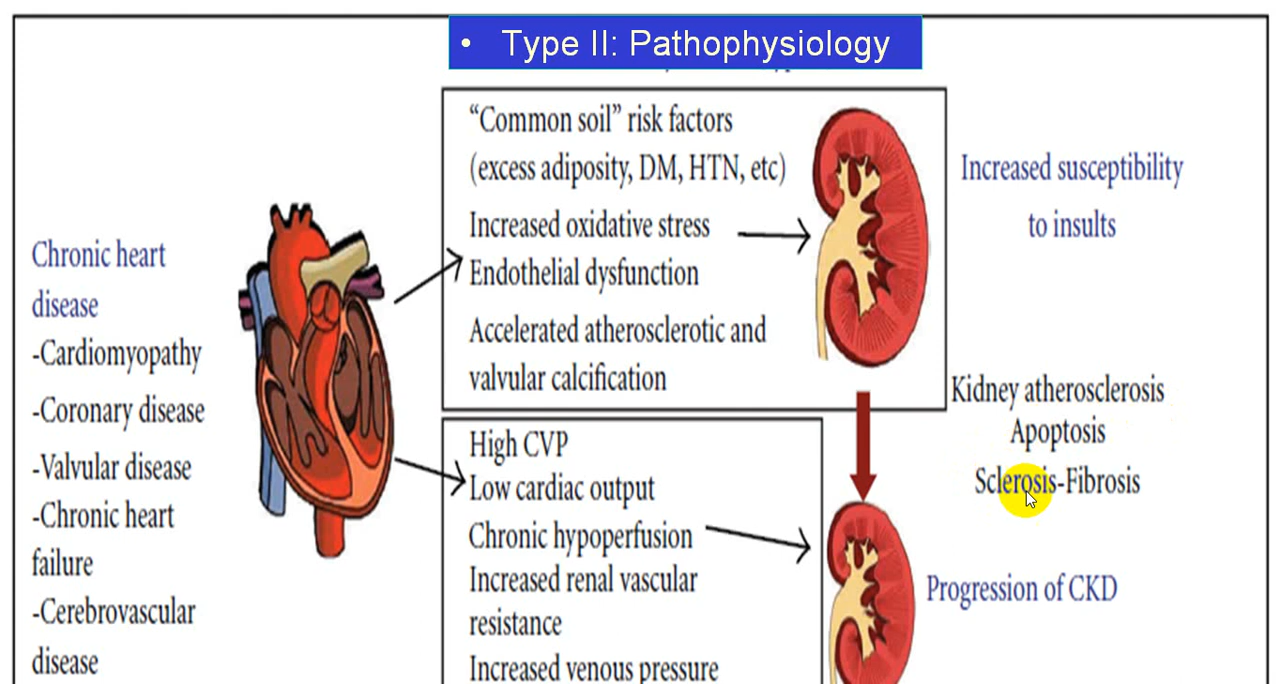 • Type II: Pathophysiology
“Common soil” risk factors
(excess adiposity, DM, HTN, etc)
Increased oxidative stress
Endothelial dysfunction
Accelerated atherosclerotic and
valvular calcification
Increased susceptibility
to insults
Chronic heart
disease
-Cardiomyopathy
-Coronary disease
-Valvular disease
-Chronic heart
failure
-Cerebrovascular
disease
High CVP
Low cardiac output
Chronic hypoperfusion
Increased renal vascular
resistance
Increased venous pressure
Kidney atherosclerosis
Apoptosis
Sclerosis-Fibrosis
Progression of CKD